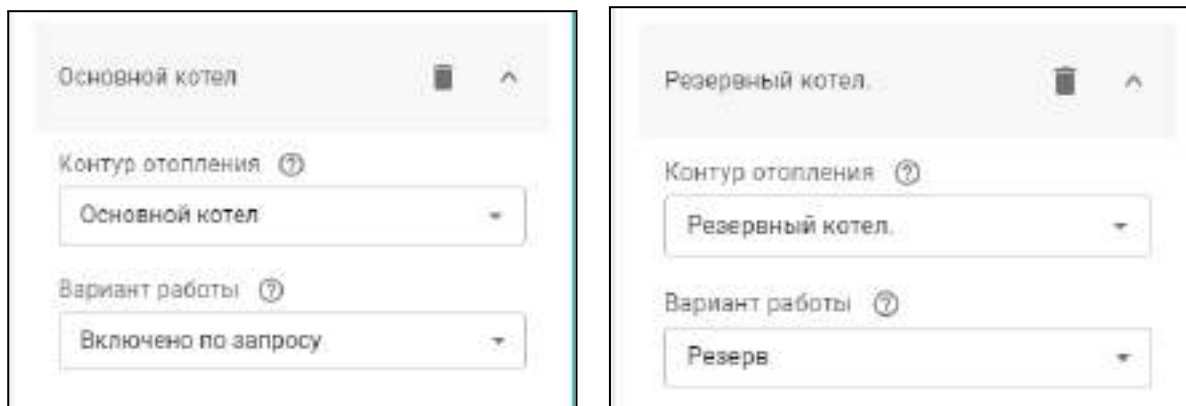 Основной котел
Контур отопления
Основной котел
Вариант работы
Включено по запросу
Резервный котел.
Контур отопления
Резервный котел.
Вариант работы
Резерв